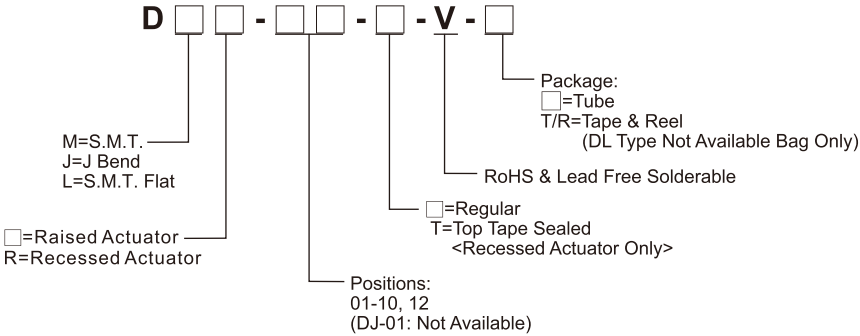 D□□-□□-□-V-□
Package:
□=Tube
T/R=Tape & Reel
(DL Type Not Available Bag Only)
M=S.M.T.
J=J Bend
L=S.M.T. Flat
RoHS & Lead Free Solderable
□=Regular
T=Top Tape Sealed
<Recessed Actuator Only>
□=Raised Actuator
R=Recessed Actuator
Positions:
01-10, 12
(DJ-01: Not Available)